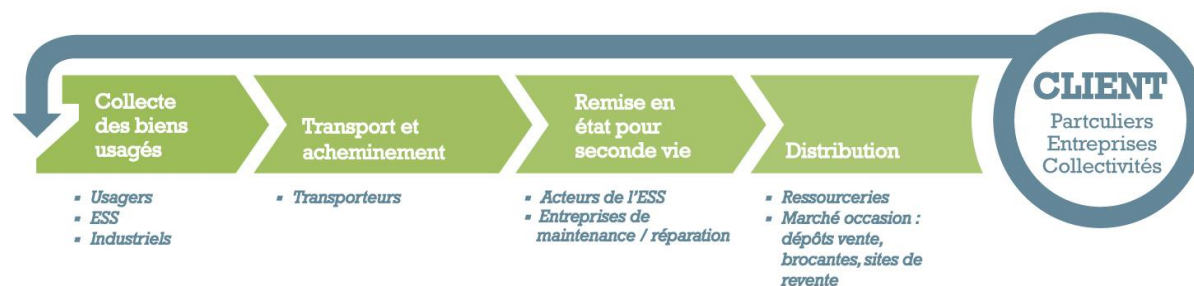 Collecte
des biens
usagés
Transport et
acheminement
Remise en
état pour
seconde vie
Distribution
CLIENT
Partculiers
Entreprises
Collectivités
▪ Usagers
▪ ESS
▪ Industriels
▪ Transporteurs
▪ Acteurs de l'ESS
▪ Entreprises de
maintenance / réparation
▪ Ressourceries
▪ Marché occasion :
dépôts vente,
brocantes, sites de
revente